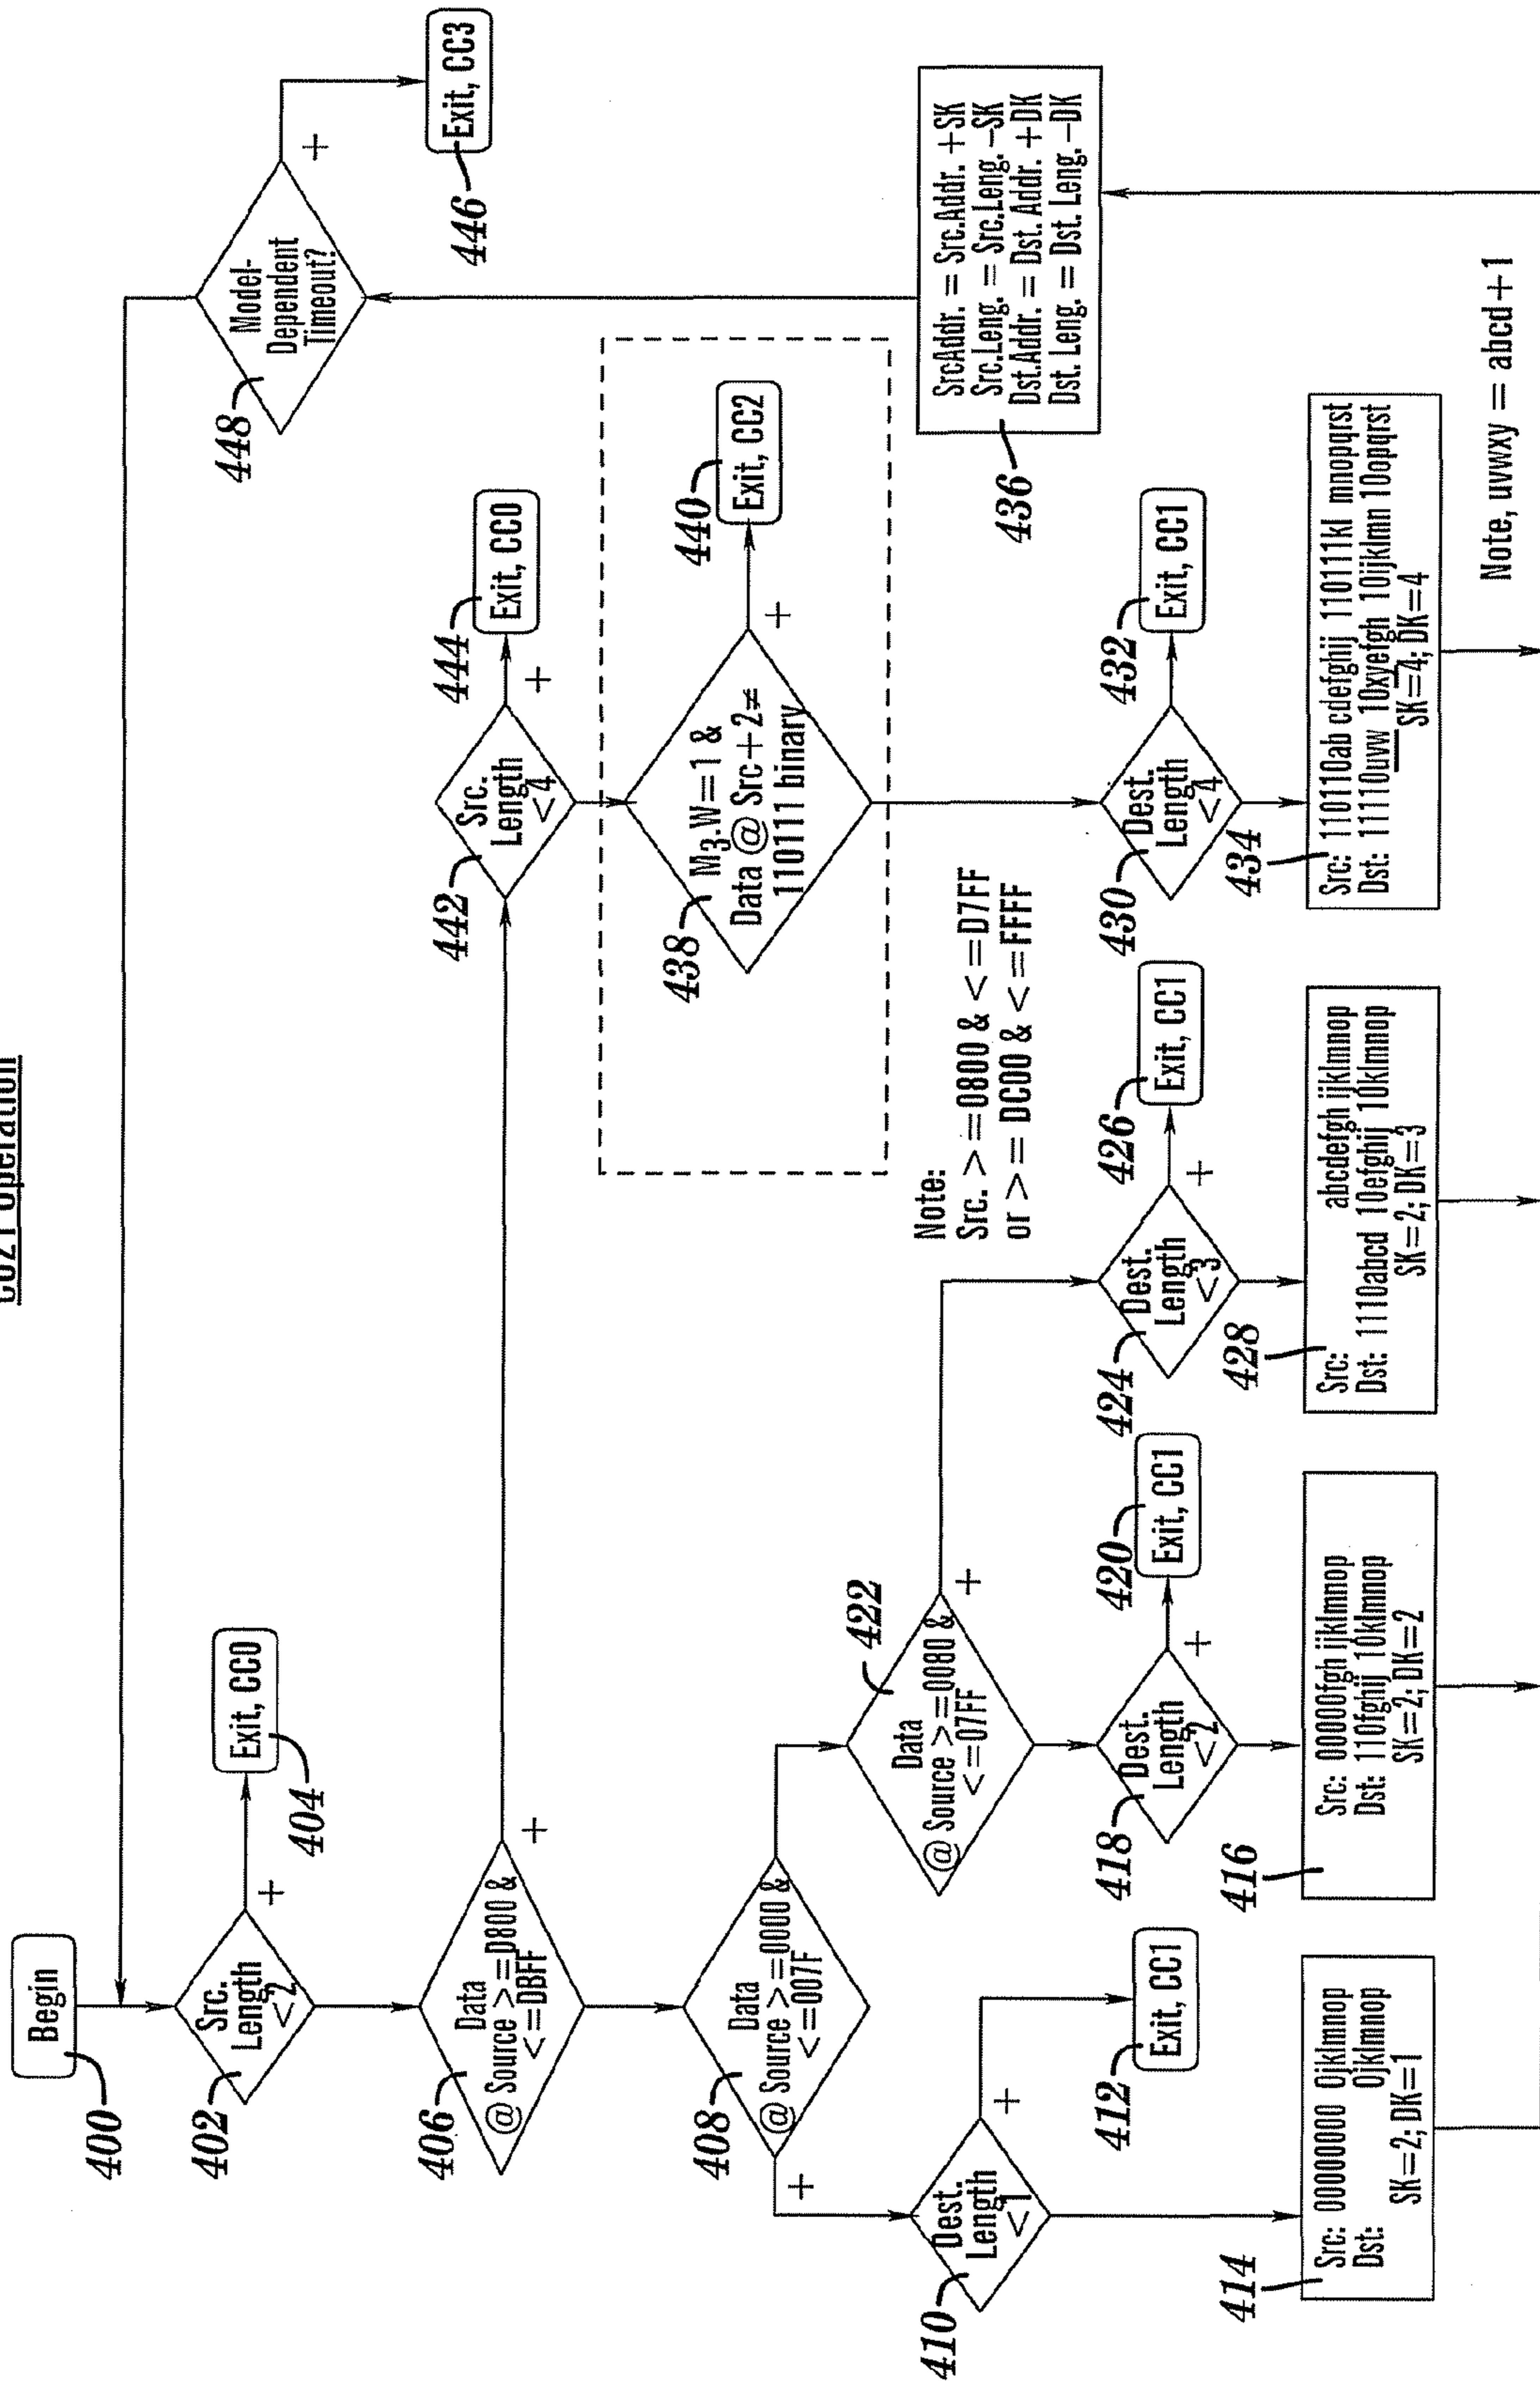 CU21 Operation
Begin
400
Src.
Length
<2
402
+
Exit, CC0
404
Data
@ Source >=D800 &
<=DBFF
406
+
Data
@ Source >=0000 &
<=007F
408
+
Dest.
Length
<1
410
+
Exit, CC1
412
Src: 00000000 0jklmnop
Dst: 0jklmnop
SK=2; DK=1
414
Data
@ Source >=0080 &
<=07FF
422
+
Dest.
Length
<2
418
+
Exit, CC1
420
Src: 00000fgh ijklmnop
Dst: 110fghij 10klmnop
SK=2; DK=2
416
Dest.
Length
<3
424
+
Exit, CC1
426
Src: abcdefgh ijklmnop
Dst: 1110abcd 10efghij 10klmnop
SK=2; DK=3
428
Note:
Src. >=0800 & <=D7FF
or >= DC00 & <=FFFF
Src.
Length
<4
442
+
Exit, CC0
444
M3.W=1 &
Data @ Src+2≠
110111 binary
438
+
Exit, CC2
440
Dest.
Length
<4
430
Exit, CC1
432
434
Src: 110110ab cdefghij 110111kl mnopqrst
Dst: 11110uvw 10xyefgh 10ijklmn 10opqrst
SK=4; DK=4
Note, uvwxy = abcd+1
SrcAddr. = Src.Addr. +SK
Src.Leng. = Src.Leng. -SK
Dst.Addr. = Dst. Addr. +DK
Dst. Leng. = Dst. Leng. -DK
436
Model-
Dependent
Timeout?
448
+
Exit, CC3
446